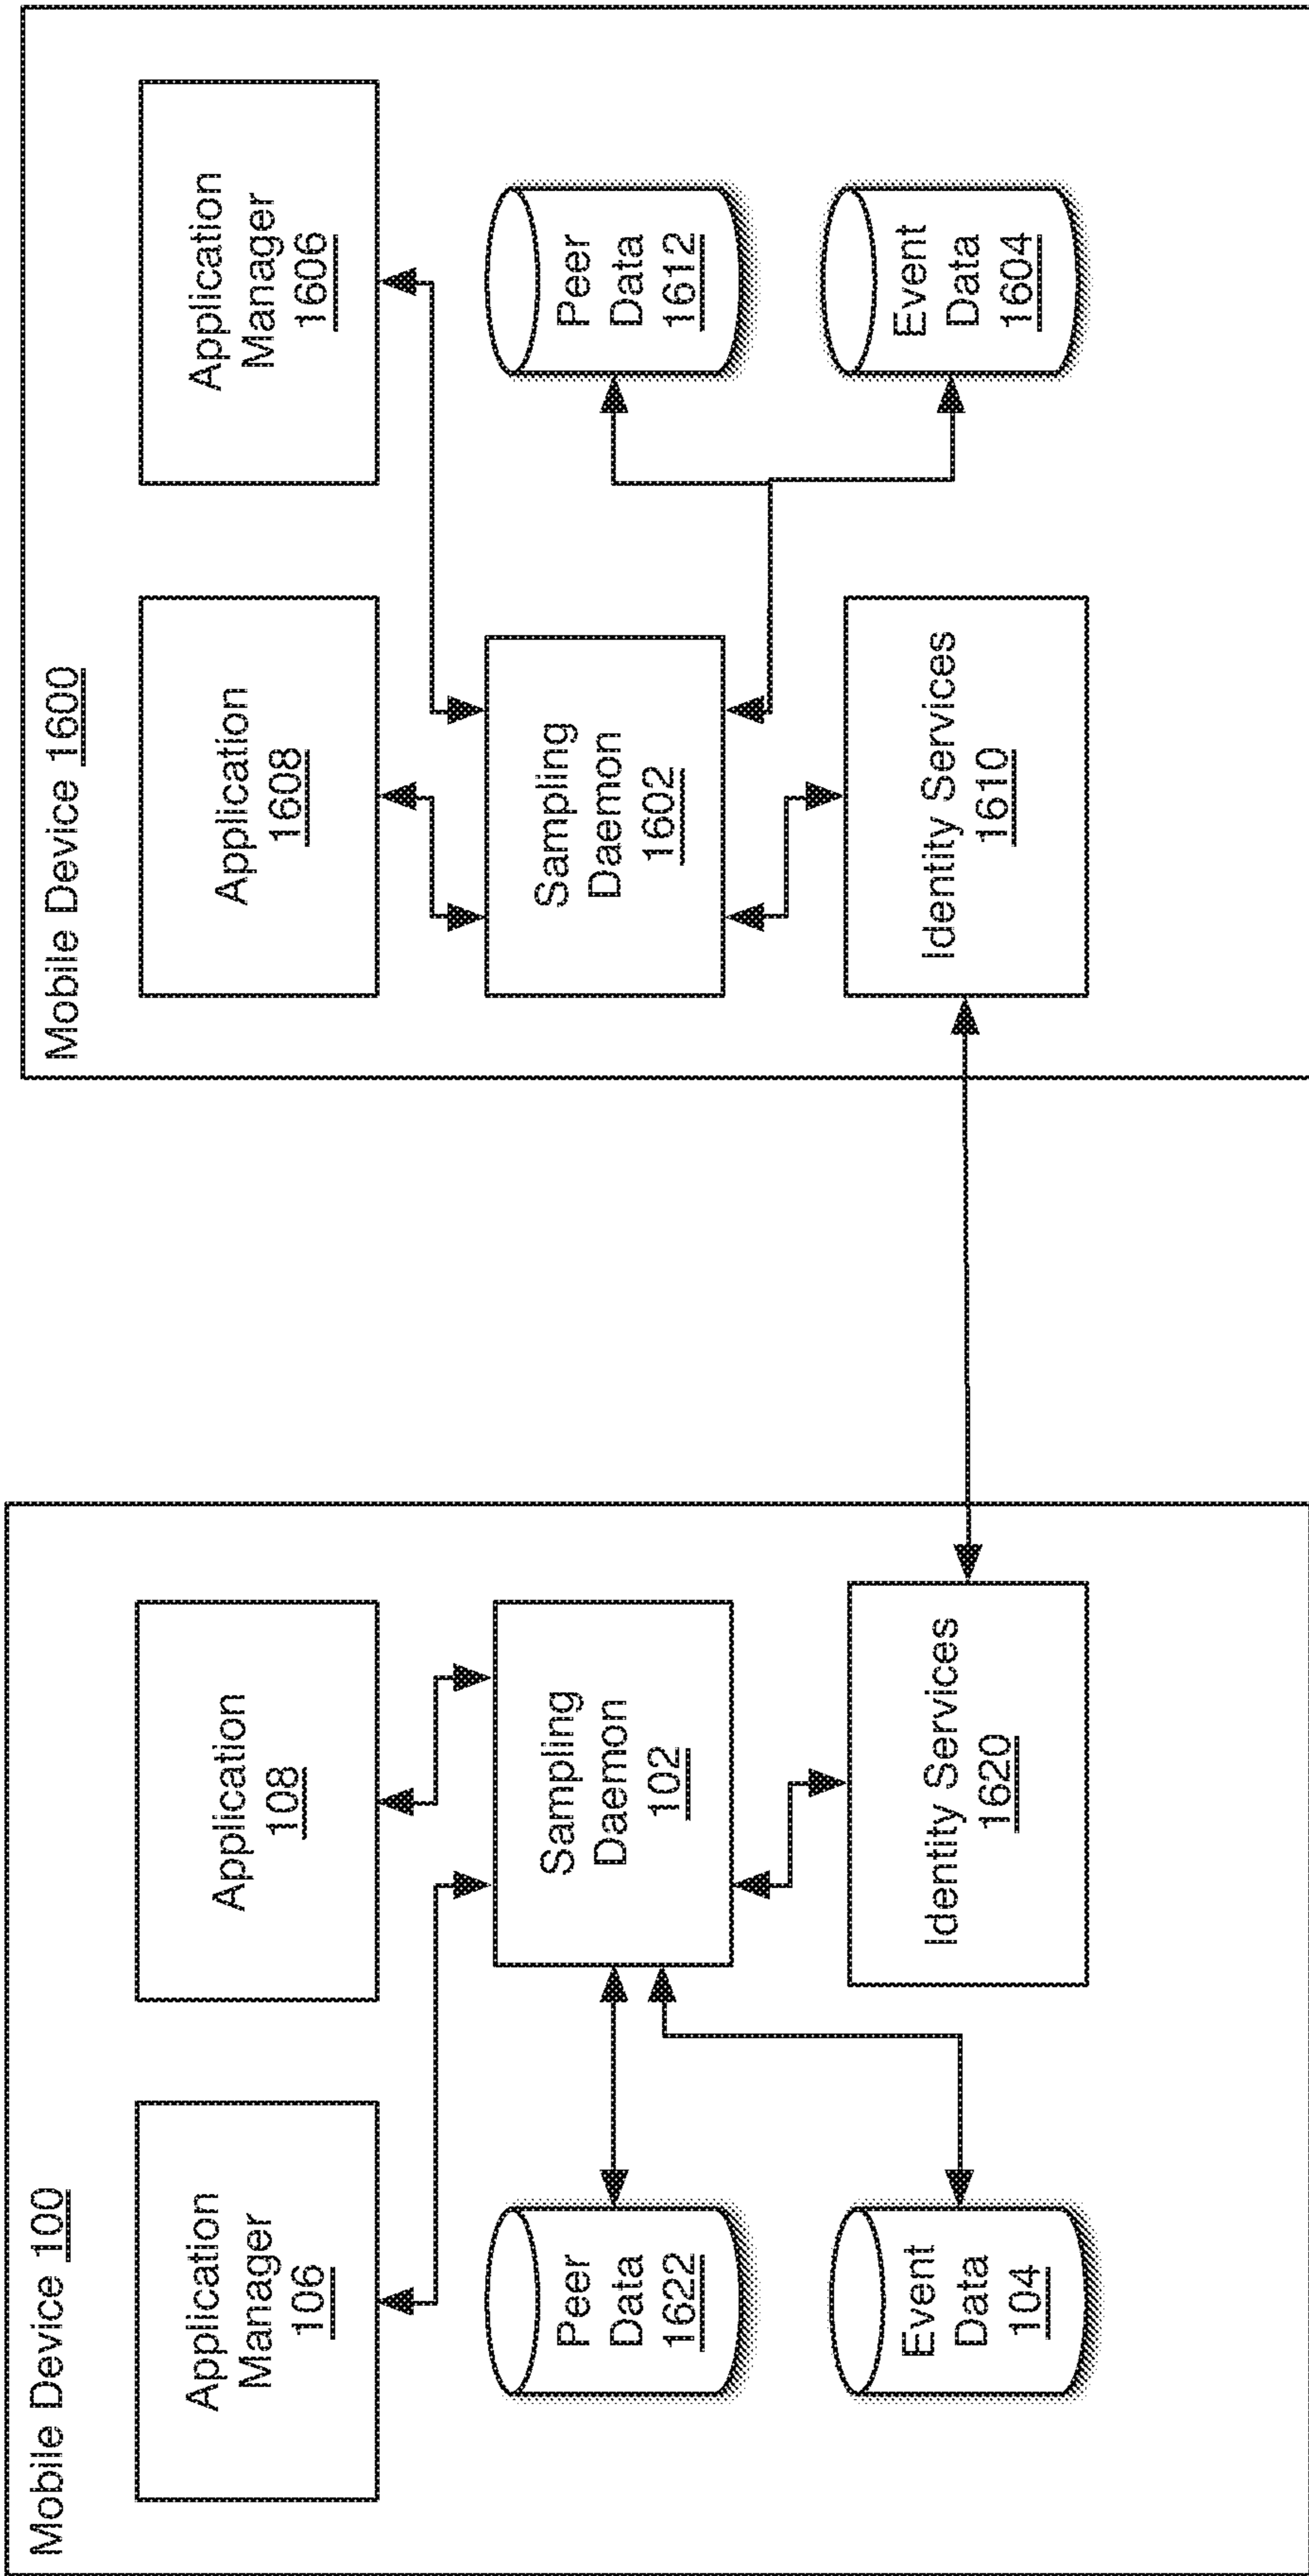 Mobile Device 100
Application
Manager
106
Application
108
Peer
Data
1622
Sampling
Daemon
102
Event
Data
104
Identity Services
1620
Mobile Device 1600
Application
1608
Application
Manager
1606
Sampling
Daemon
1602
Peer
Data
1612
Identity Services
1610
Event
Data
1604